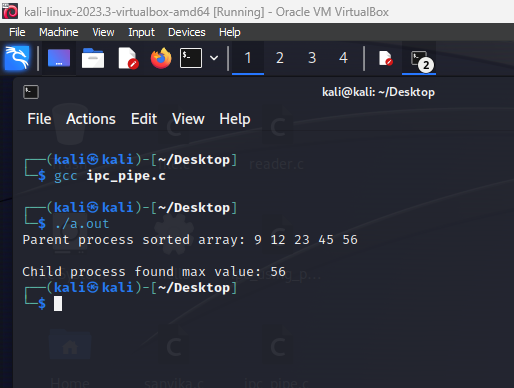 kali-linux-2023.3-virtualbox-amd64 [Running] - Oracle VM VirtualBox
File Machine View Input Devices Help
1 2 3 4 2
kali@kali: ~/Desktop
File Actions Edit View Help
┌──(kali㉿kali)-[~/Desktop]
└─$ gcc ipc_pipe.c
reader.c
┌──(kali㉿kali)-[~/Desktop]
└─$ ./a.out
Parent process sorted array: 9 12 23 45 56
Child process found max value: 56
┌──(kali㉿kali)-[~/Desktop]
└─$
Home
ipc_pipe.c